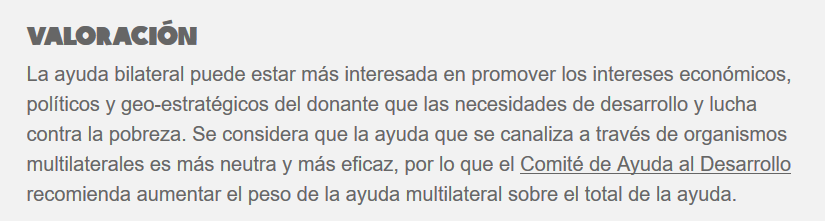 VALORACIÓN
La ayuda bilateral puede estar más interesada en promover los intereses económicos,
políticos y geo-estratégicos del donante que las necesidades de desarrollo y lucha
contra la pobreza. Se considera que la ayuda que se canaliza a través de organismos
multilaterales es más neutra y más eficaz, por lo que el Comité de Ayuda al Desarrollo
recomienda aumentar el peso de la ayuda multilateral sobre el total de la ayuda.